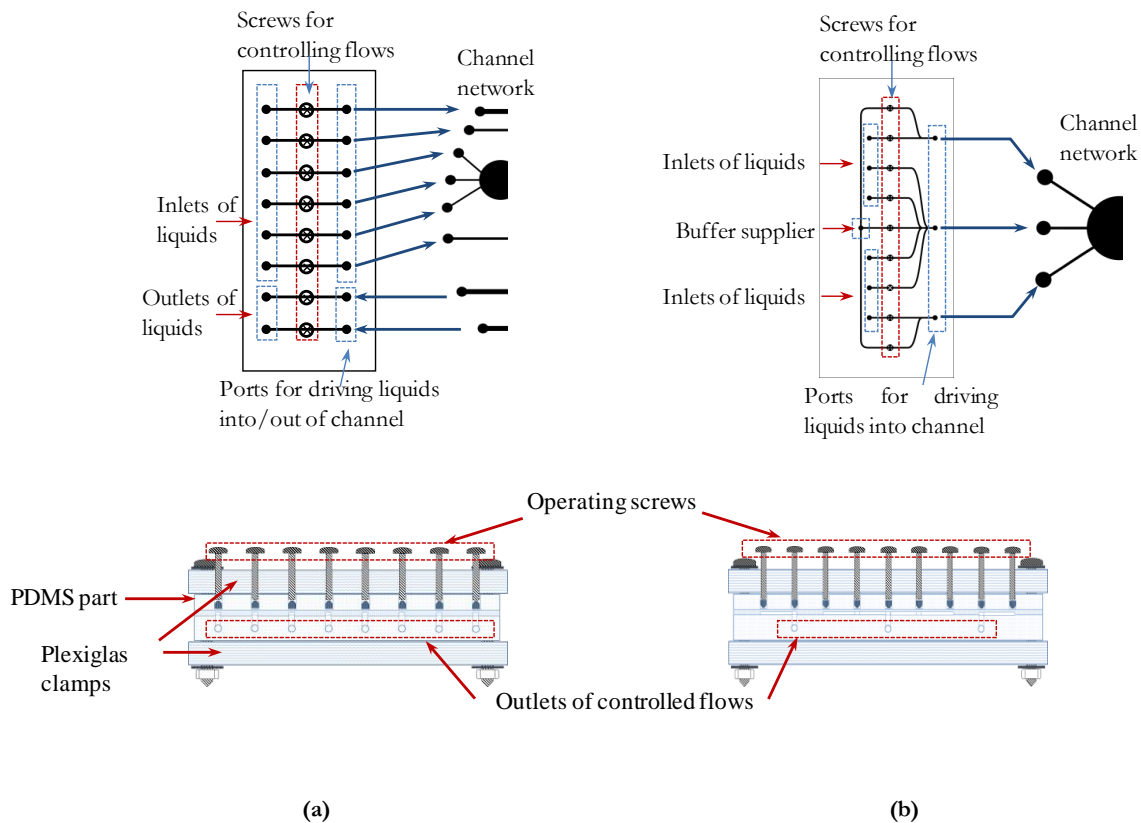 Screws for
controlling flows
Channel
network
Inlets of
liquids
Outlets of
liquids
Ports for driving liquids
into/out of channel
Screws for
controlling flows
Channel
network
Inlets of liquids
Buffer supplier
Inlets of liquids
Ports for driving
liquids into channel
Operating screws
PDMS part
Plexiglas
clamps
Outlets of controlled flows
(a)
(b)